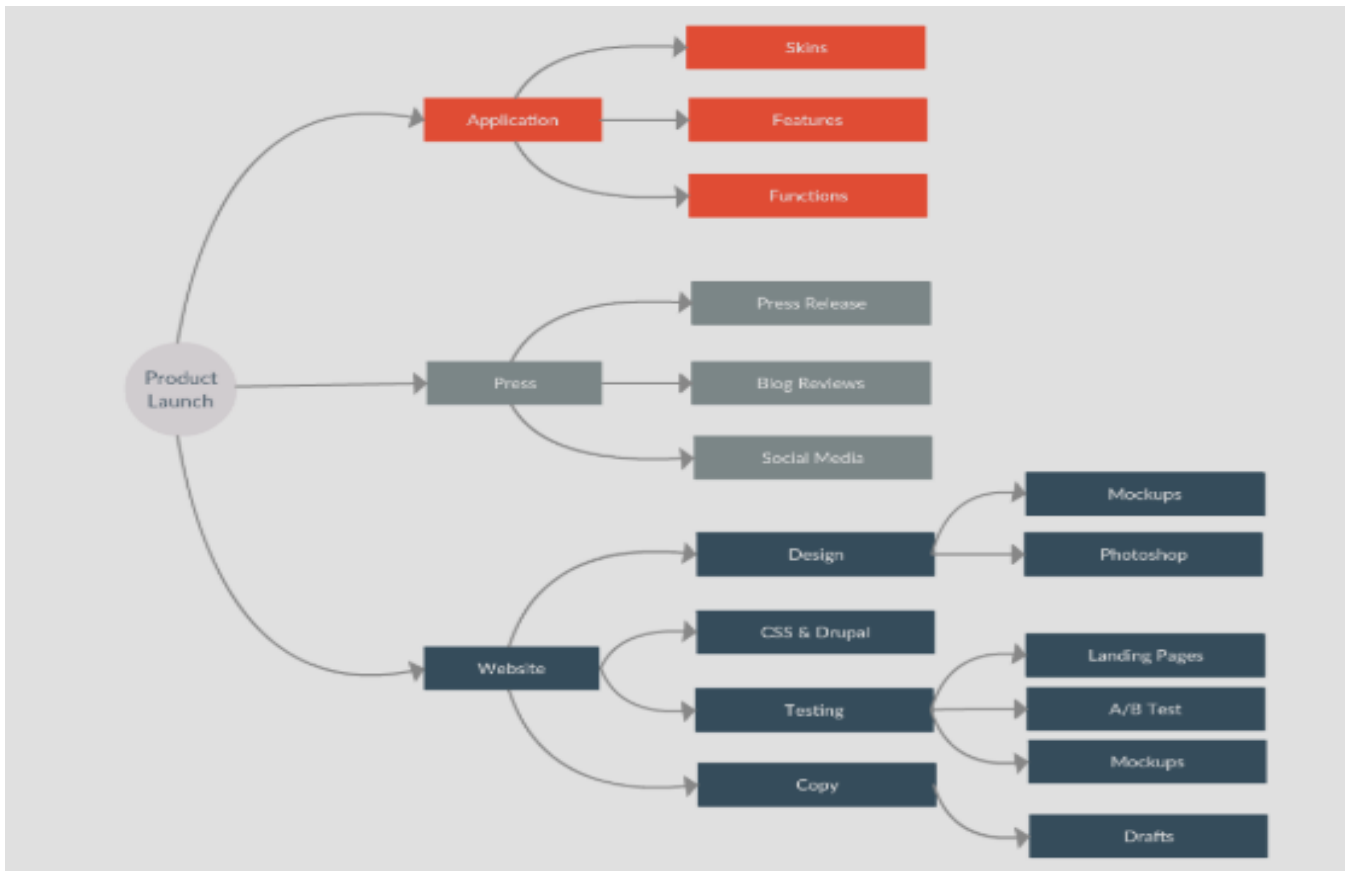 Product
Launch
Application
Skins
Features
Functions
Press
Press Release
Blog Reviews
Social Media
Website
Design
Mockups
Photoshop
CSS & Drupal
Testing
Landing Pages
A/B Test
Mockups
Copy
Drafts